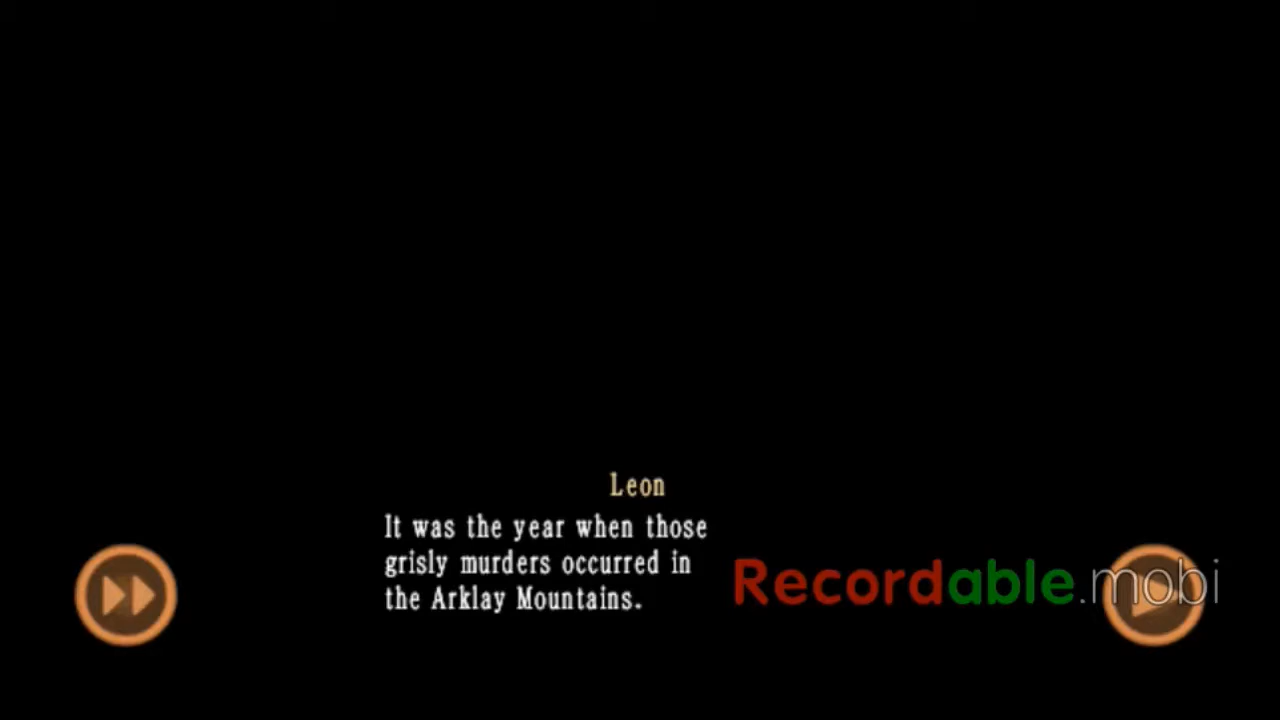 Leon
It was the year when those
grisly murders occurred in
the Arklay Mountains.
Recordable.mobi